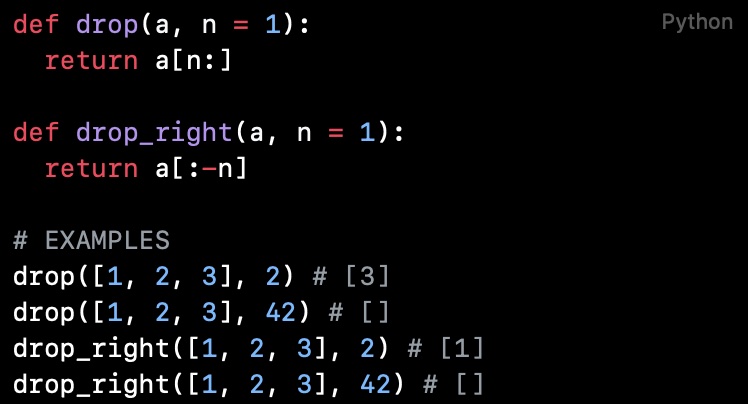 Python
def drop(a, n = 1):
  return a[n:]

def drop_right(a, n = 1):
  return a[:-n]

# EXAMPLES
drop([1, 2, 3], 2) # [3]
drop([1, 2, 3], 42) # []
drop_right([1, 2, 3], 2) # [1]
drop_right([1, 2, 3], 42) # []